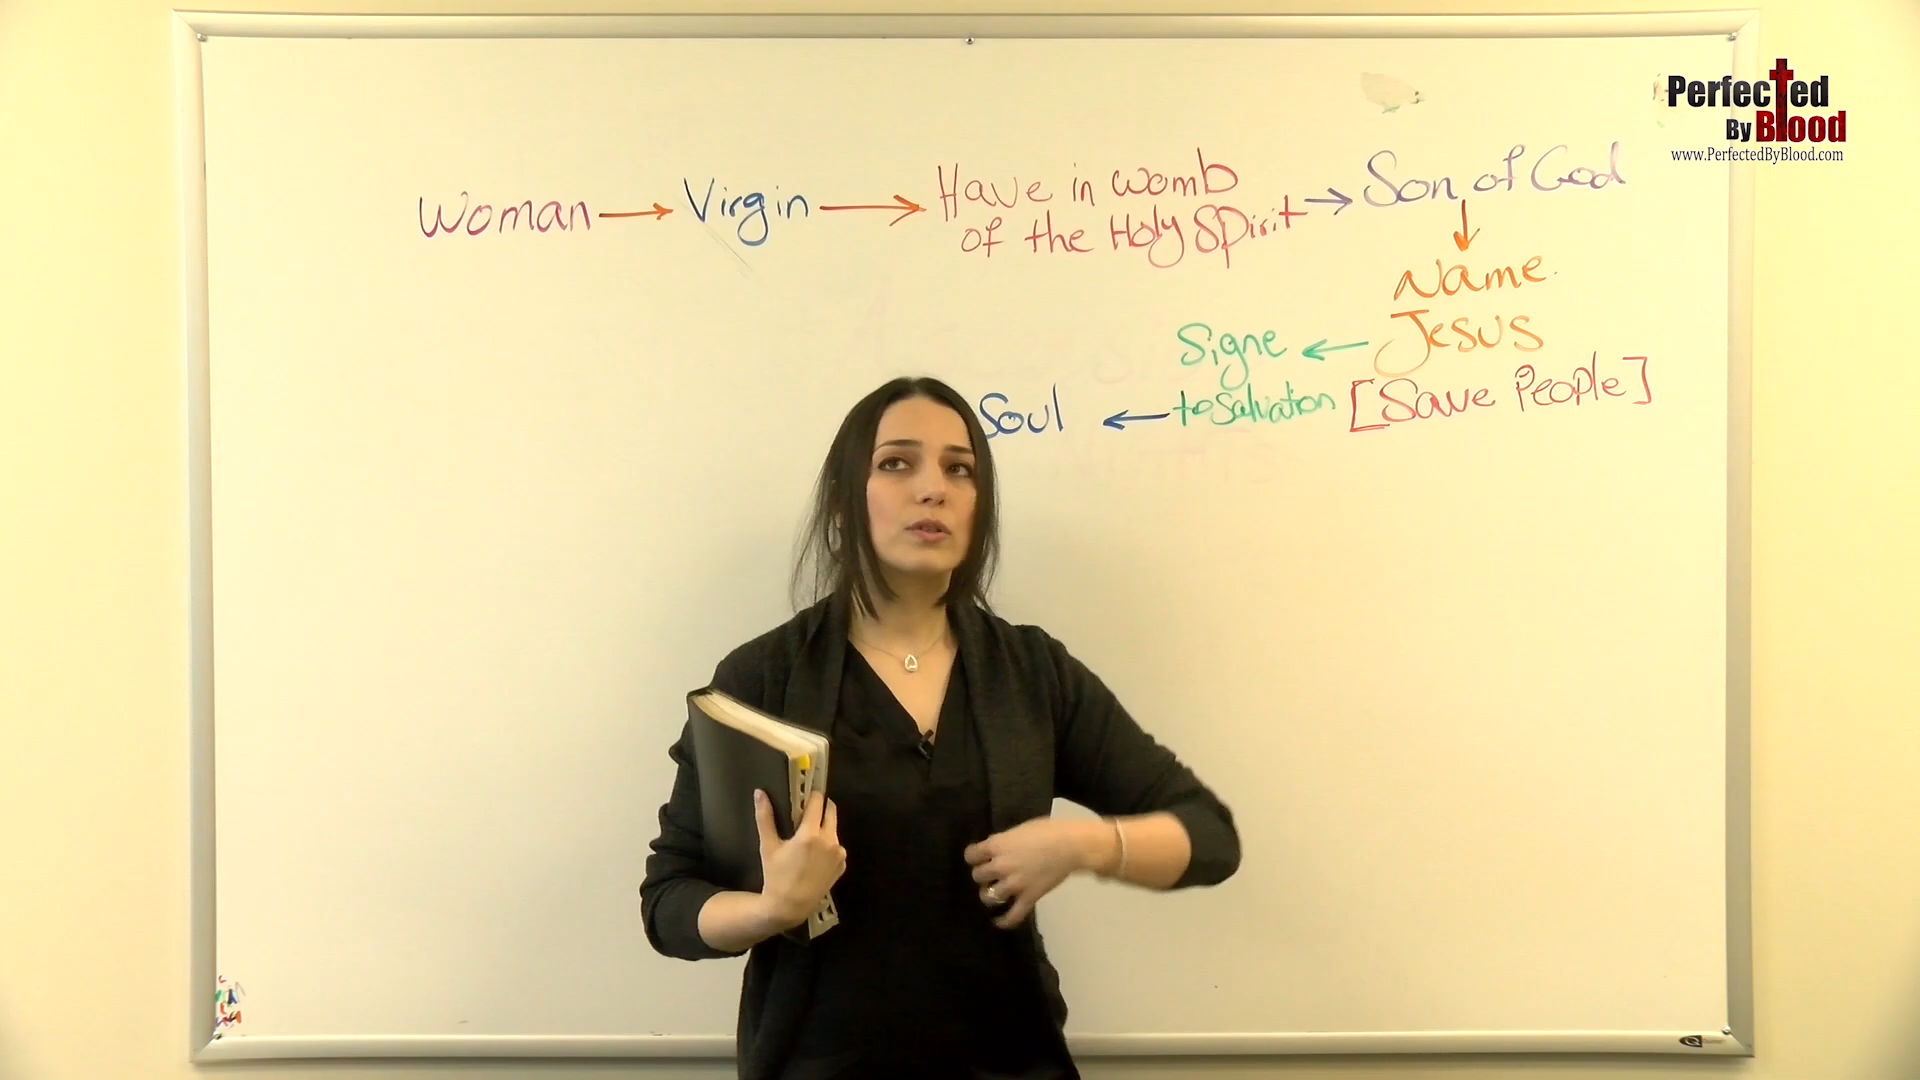 Perfected
By Blood
www.PerfectedByBlood.com
Woman → Virgin → Have in womb
of the Holy Spirit → Son of God
Name
Jesus
Signe ←
to Salvation
[Save People]
Soul ←